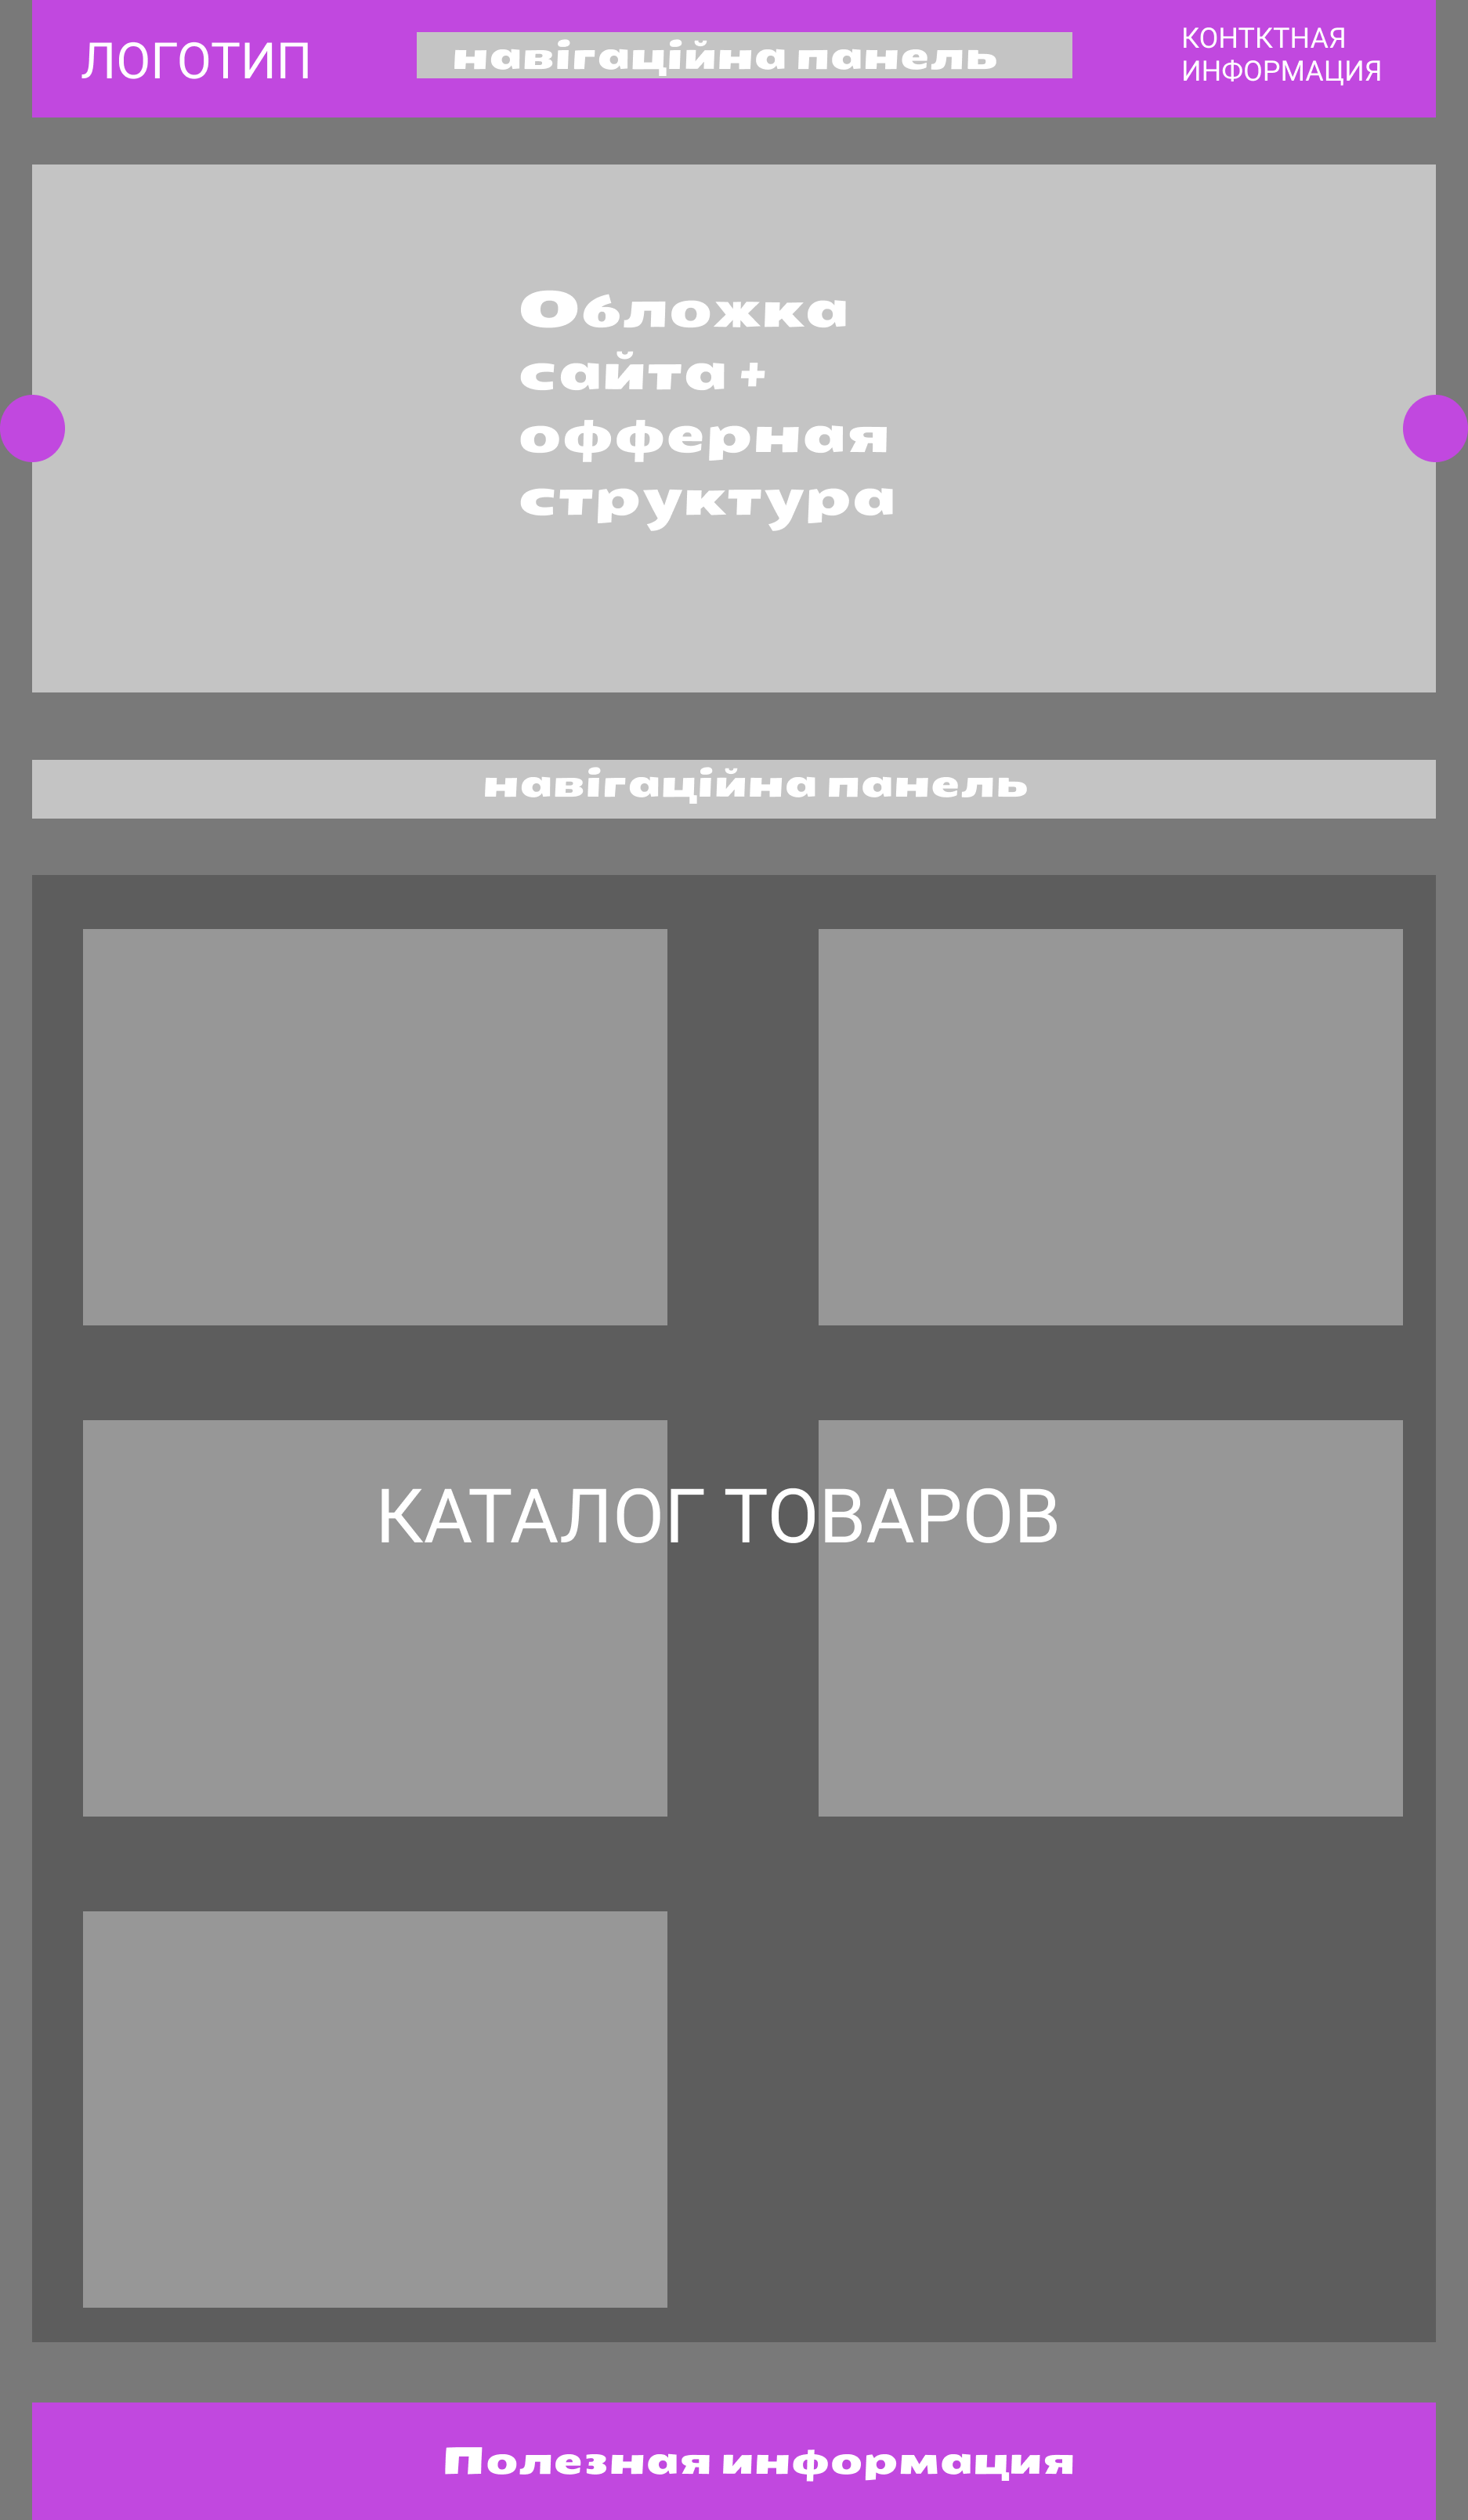 ЛОГОТИП
навігаційна панель
КОНТКТНАЯ
ИНФОРМАЦИЯ
Обложка
сайта +
офферная
структура
навігаційна панель
КАТАЛОГ ТОВАРОВ
Полезная информация